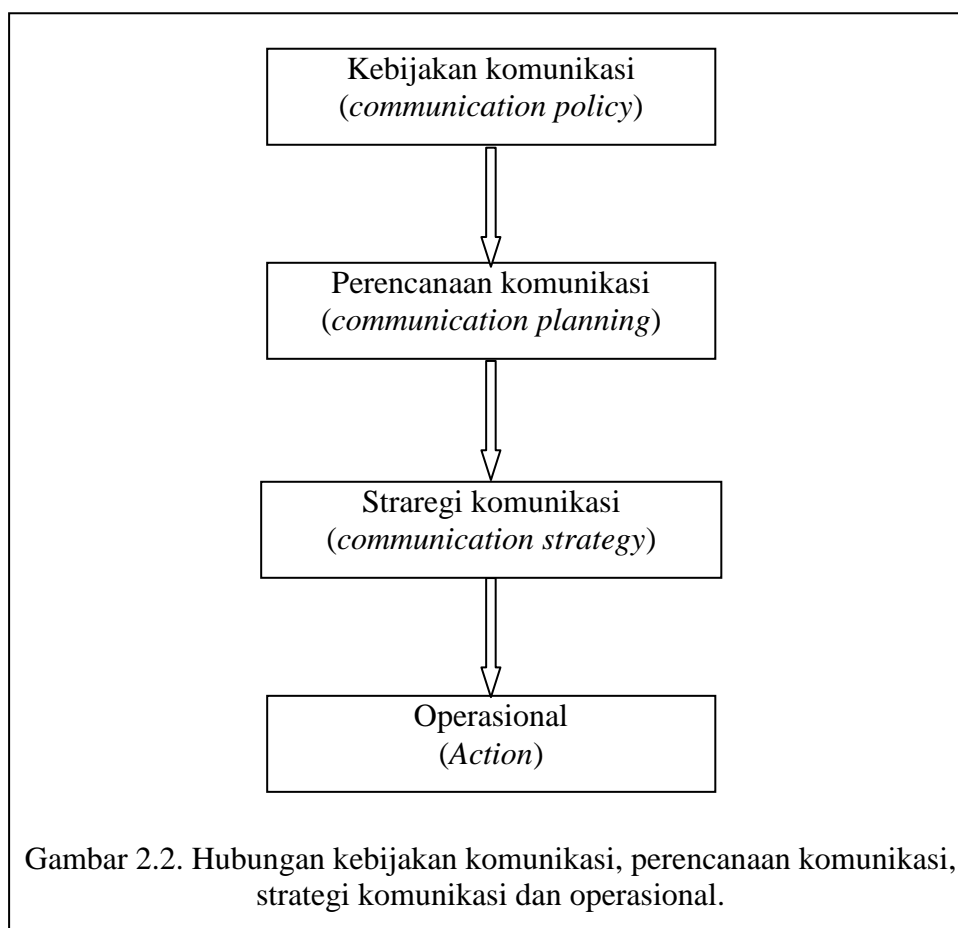 Kebijakan komunikasi
(communication policy)
Perencanaan komunikasi
(communication planning)
Straregi komunikasi
(communication strategy)
Operasional
(Action)
Gambar 2.2. Hubungan kebijakan komunikasi, perencanaan komunikasi,
strategi komunikasi dan operasional.